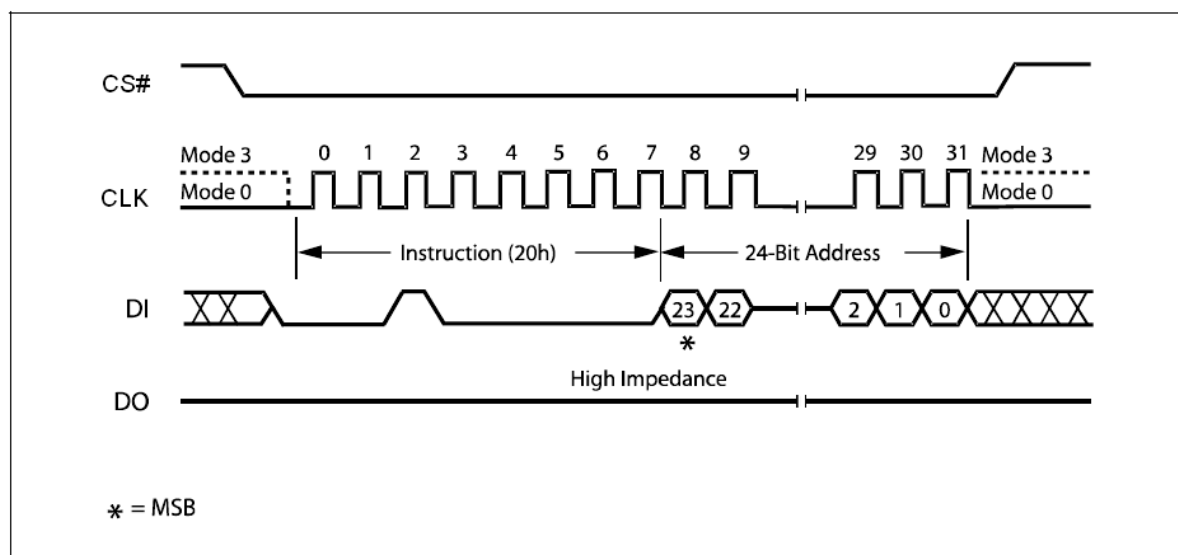 CS#
Mode 3 0 1 2 3 4 5 6 7 8 9 29 30 31 Mode 3
CLK Mode 0 Mode 0
Instruction (20h) 24-Bit Address
DI 23 22 2 1 0
*
High Impedance
DO
* = MSB